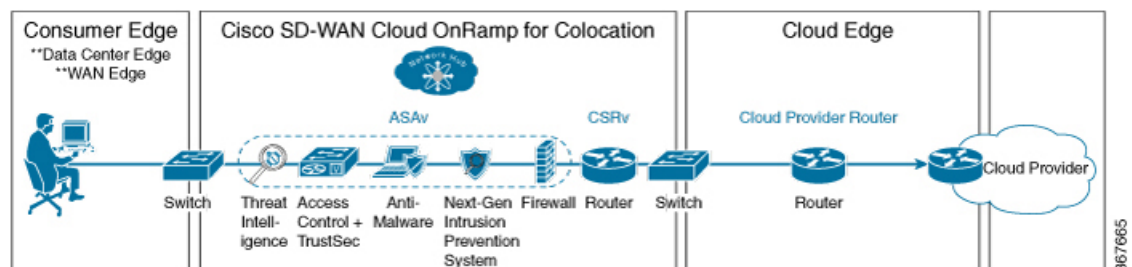 Consumer Edge
**Data Center Edge
**WAN Edge
Cisco SD-WAN Cloud OnRamp for Colocation
Network Hub
Cloud Edge
ASAv
CSRv
Cloud Provider Router
Cloud Provider
Switch
Threat
Intell-
igence
Access
Control +
TrustSec
Anti-
Malware
Next-Gen
Intrusion
Prevention
System
Firewall
Router
Switch
Router
367665